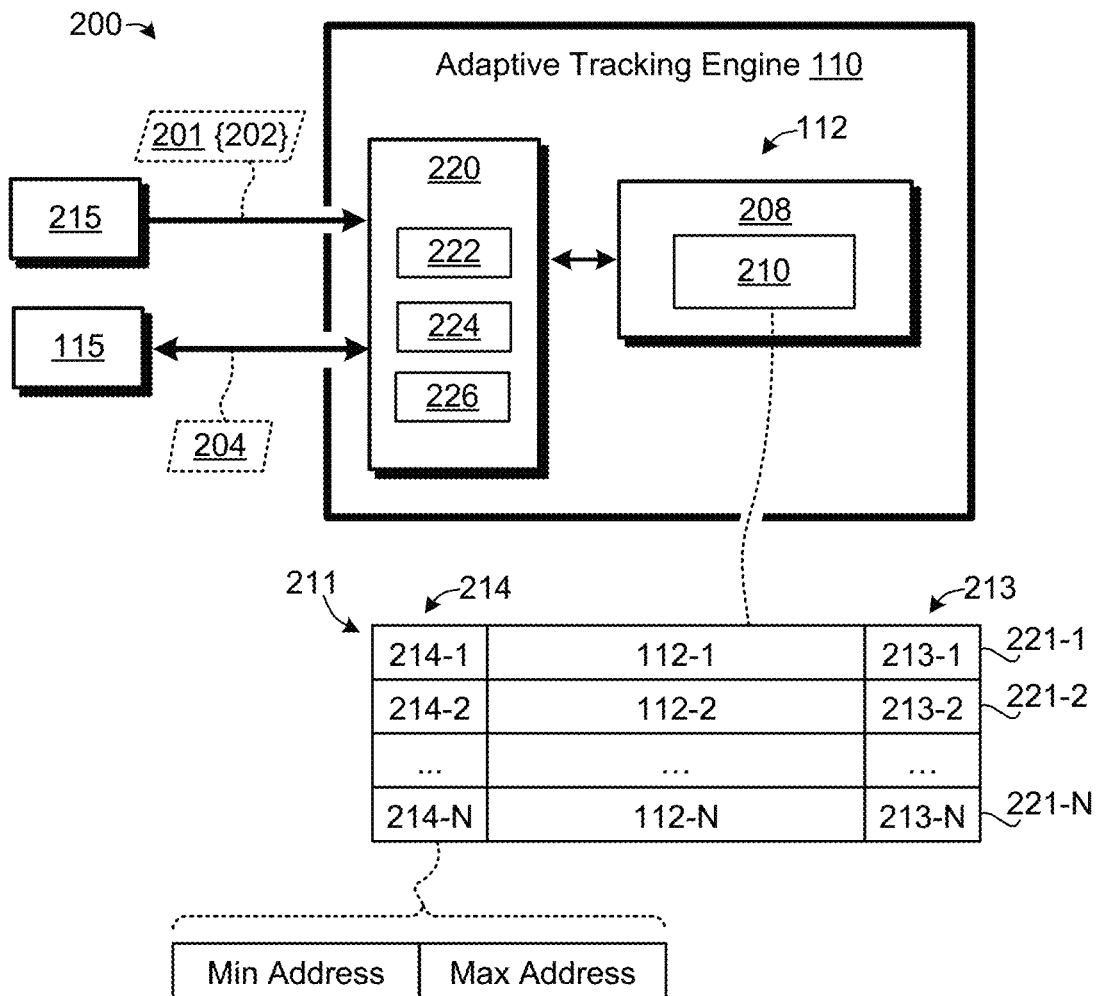 200
Adaptive Tracking Engine 110
201 {202}
112
220
215
208
222
210
224
115
226
204
211
214
213
214-1 112-1 213-1 221-1
214-2 112-2 213-2 221-2
... ... ...
214-N 112-N 213-N 221-N
Min Address Max Address